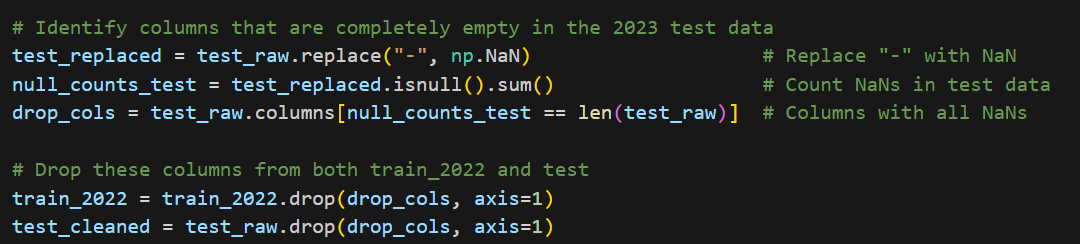 # Identify columns that are completely empty in the 2023 test data
test_replaced = test_raw.replace("-", np.NaN) # Replace "-" with NaN
null_counts_test = test_replaced.isnull().sum() # Count NaNs in test data
drop_cols = test_raw.columns[null_counts_test == len(test_raw)] # Columns with all NaNs
# Drop these columns from both train_2022 and test
train_2022 = train_2022.drop(drop_cols, axis=1)
test_cleaned = test_raw.drop(drop_cols, axis=1)